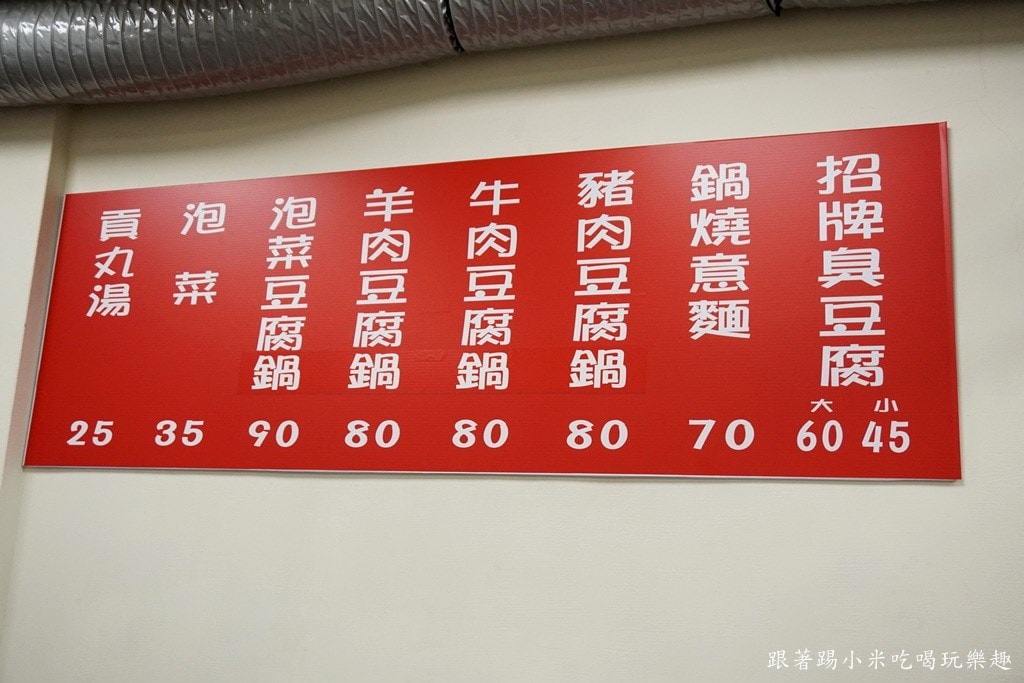 招牌臭豆腐
大 小
60 45
鍋燒意麵
70
豬肉豆腐鍋
80
牛肉豆腐鍋
80
羊肉豆腐鍋
80
泡菜豆腐鍋
90
泡菜
35
貢丸湯
25
跟著踢小米吃喝玩樂趣